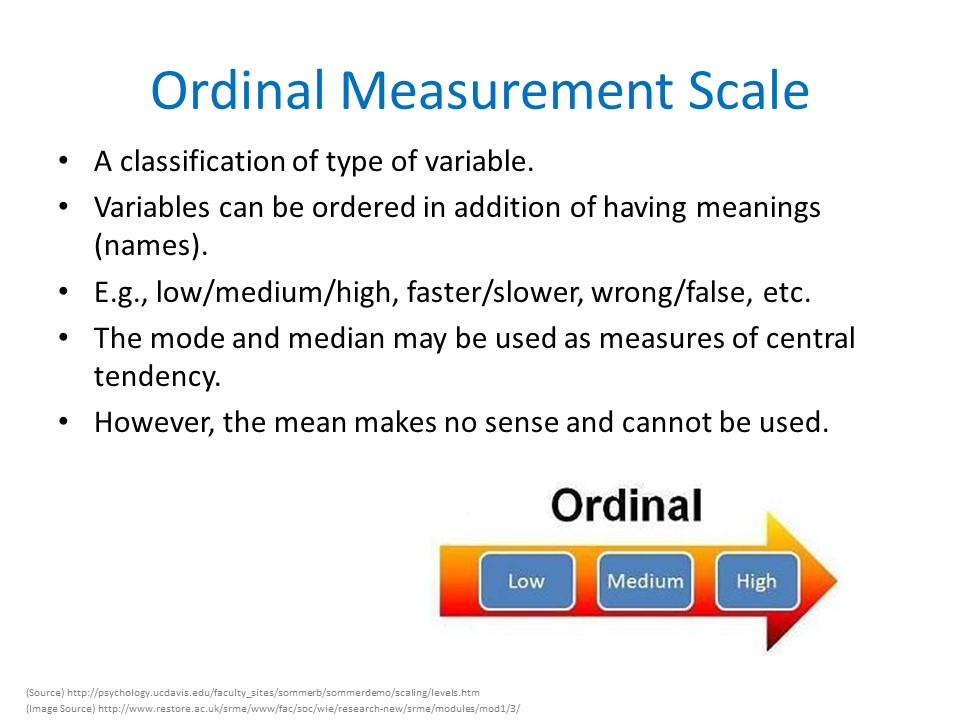 Ordinal Measurement Scale
• A classification of type of variable.
• Variables can be ordered in addition of having meanings
(names).
• E.g., low/medium/high, faster/slower, wrong/false, etc.
• The mode and median may be used as measures of central
tendency.
• However, the mean makes no sense and cannot be used.
Ordinal
Low Medium High
(Source) http://psychology.ucdavis.edu/faculty_sites/sommerb/sommerdemo/scaling/levels.htm
(Image Source) http://www.restore.ac.uk/srme/www/fac/soc/wie/research-new/srme/modules/mod1/3/